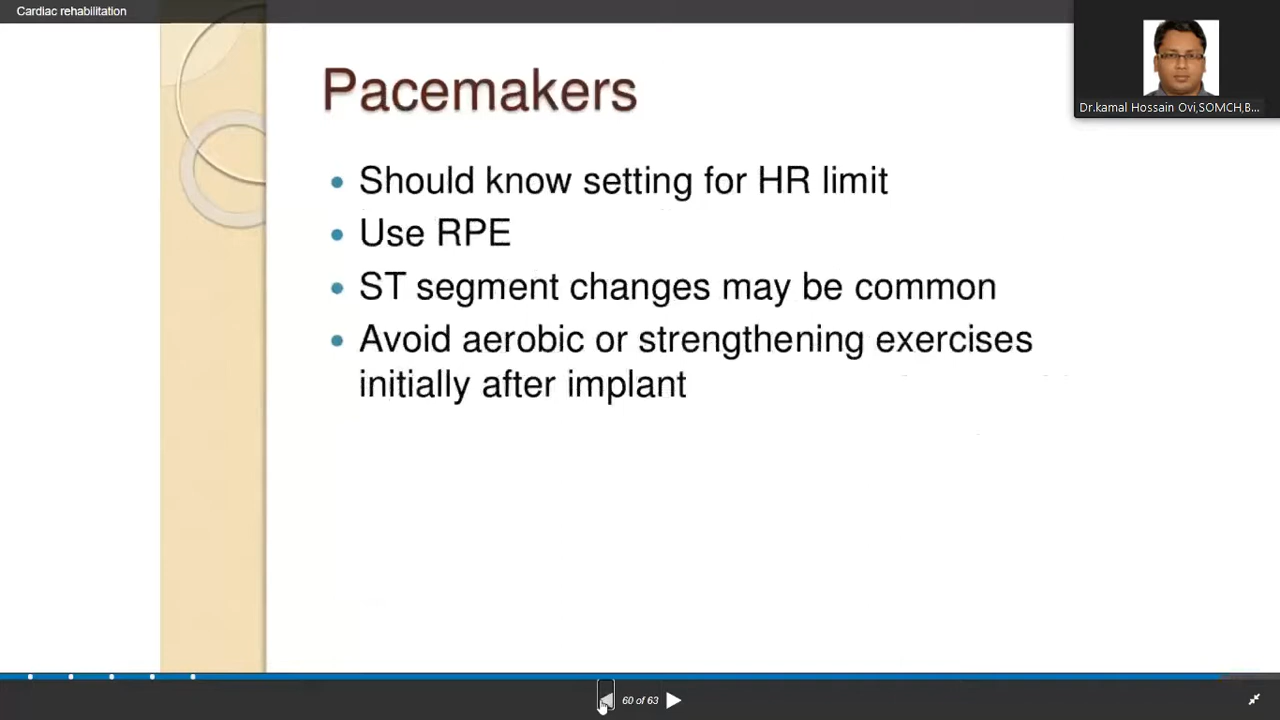 Cardiac rehabilitation
Dr.kamal Hossain Ovi,SOMCH,B...
Pacemakers
• Should know setting for HR limit
• Use RPE
• ST segment changes may be common
• Avoid aerobic or strengthening exercises
initially after implant
60 of 63